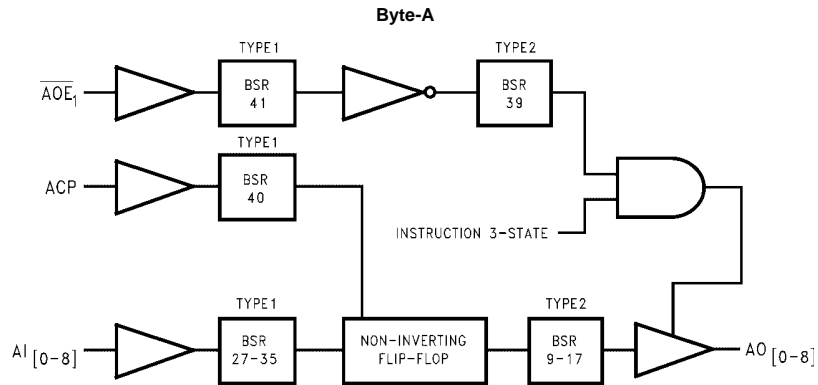 Byte-A
TYPE1
TYPE2
AOE1
BSR
41
BSR
39
TYPE1
ACP
BSR
40
INSTRUCTION 3-STATE
TYPE1
TYPE2
AI[0-8]
BSR
27-35
NON-INVERTING
FLIP-FLOP
BSR
9-17
AO[0-8]